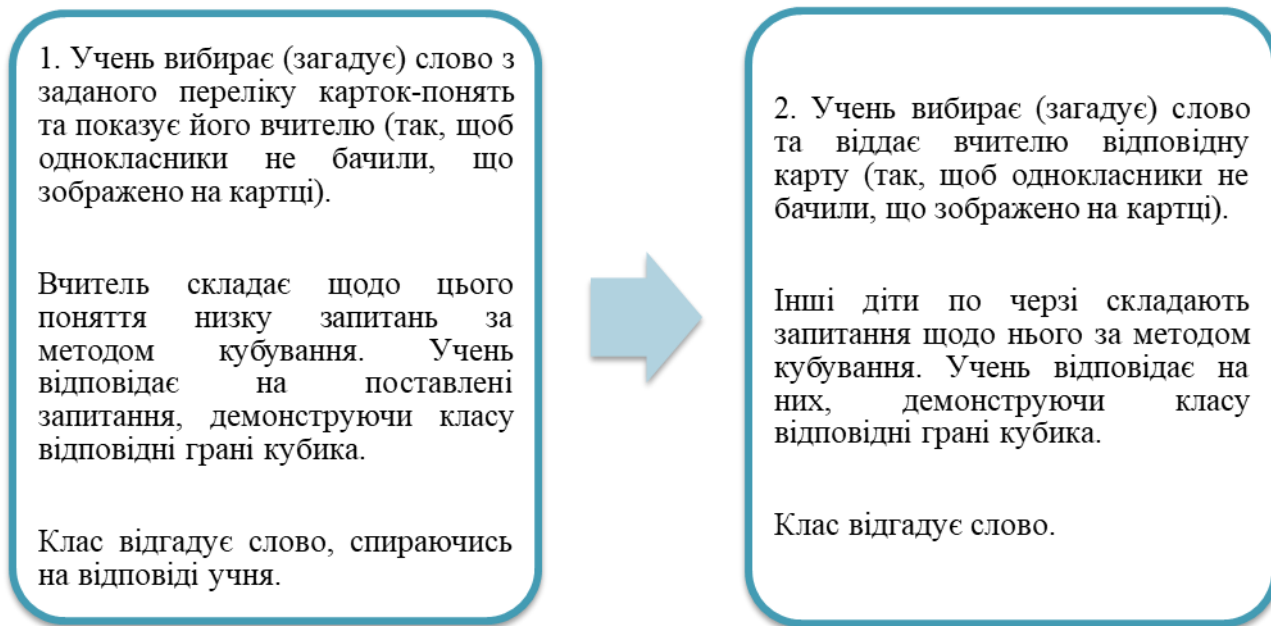 1. Учень вибирає (загадує) слово з
заданого переліку карток-понять
та показує його вчителю (так, щоб
однокласники не бачили, що
зображено на картці).
Вчитель складає щодо цього
поняття низку запитань за
методом кубування. Учень
відповідає на поставлені
запитання, демонструючи класу
відповідні грані кубика.
Клас відгадує слово, спираючись
на відповіді учня.
2. Учень вибирає (загадує) слово
та віддає вчителю відповідну
карту (так, щоб однокласники не
бачили, що зображено на картці).
Інші діти по черзі складають
запитання щодо нього за методом
кубування. Учень відповідає на
них, демонструючи класу
відповідні грані кубика.
Клас відгадує слово.